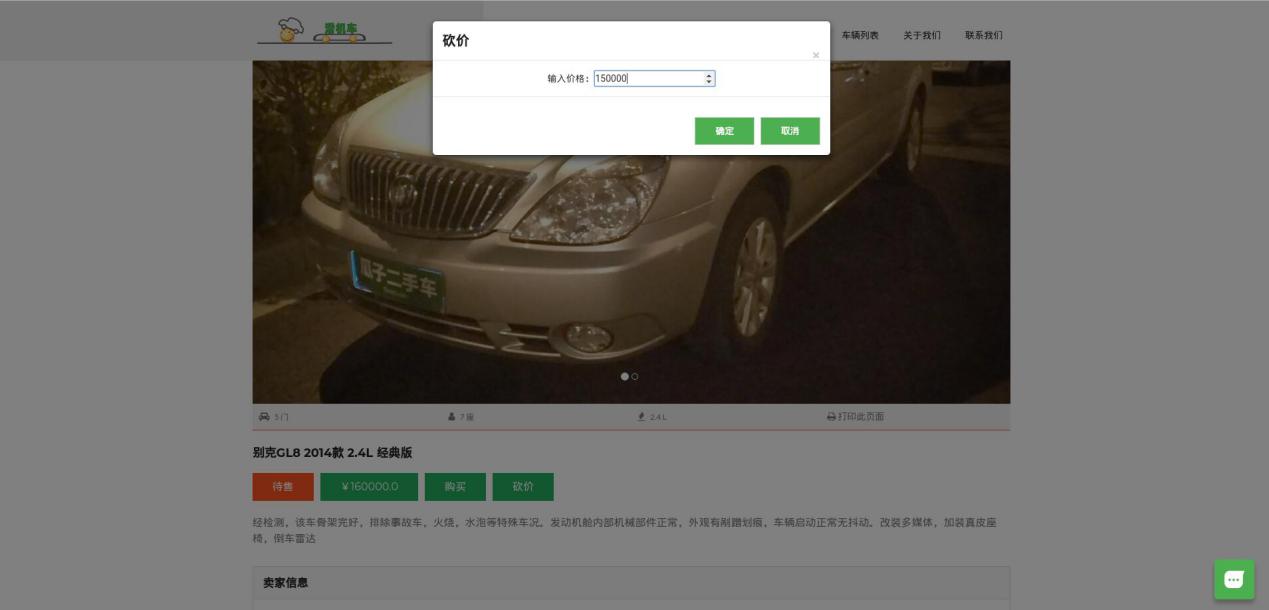 滑机车
车辆列表 关于我们 联系我们
砍价
×
输入价格： 150000
确定 取消
瓜子二手车
5 门 7 座 2.4 L 打印此页面
别克GL8 2014款 2.4L 经典版
待售 ￥160000.0 购买 砍价
经检测，该车骨架完好，排除事故车，火烧，水泡等特殊车况。发动机舱内部机械部件正常，外观有剐蹭划痕，车辆启动正常无抖动。改装多媒体，加装真皮座
椅，倒车雷达
卖家信息